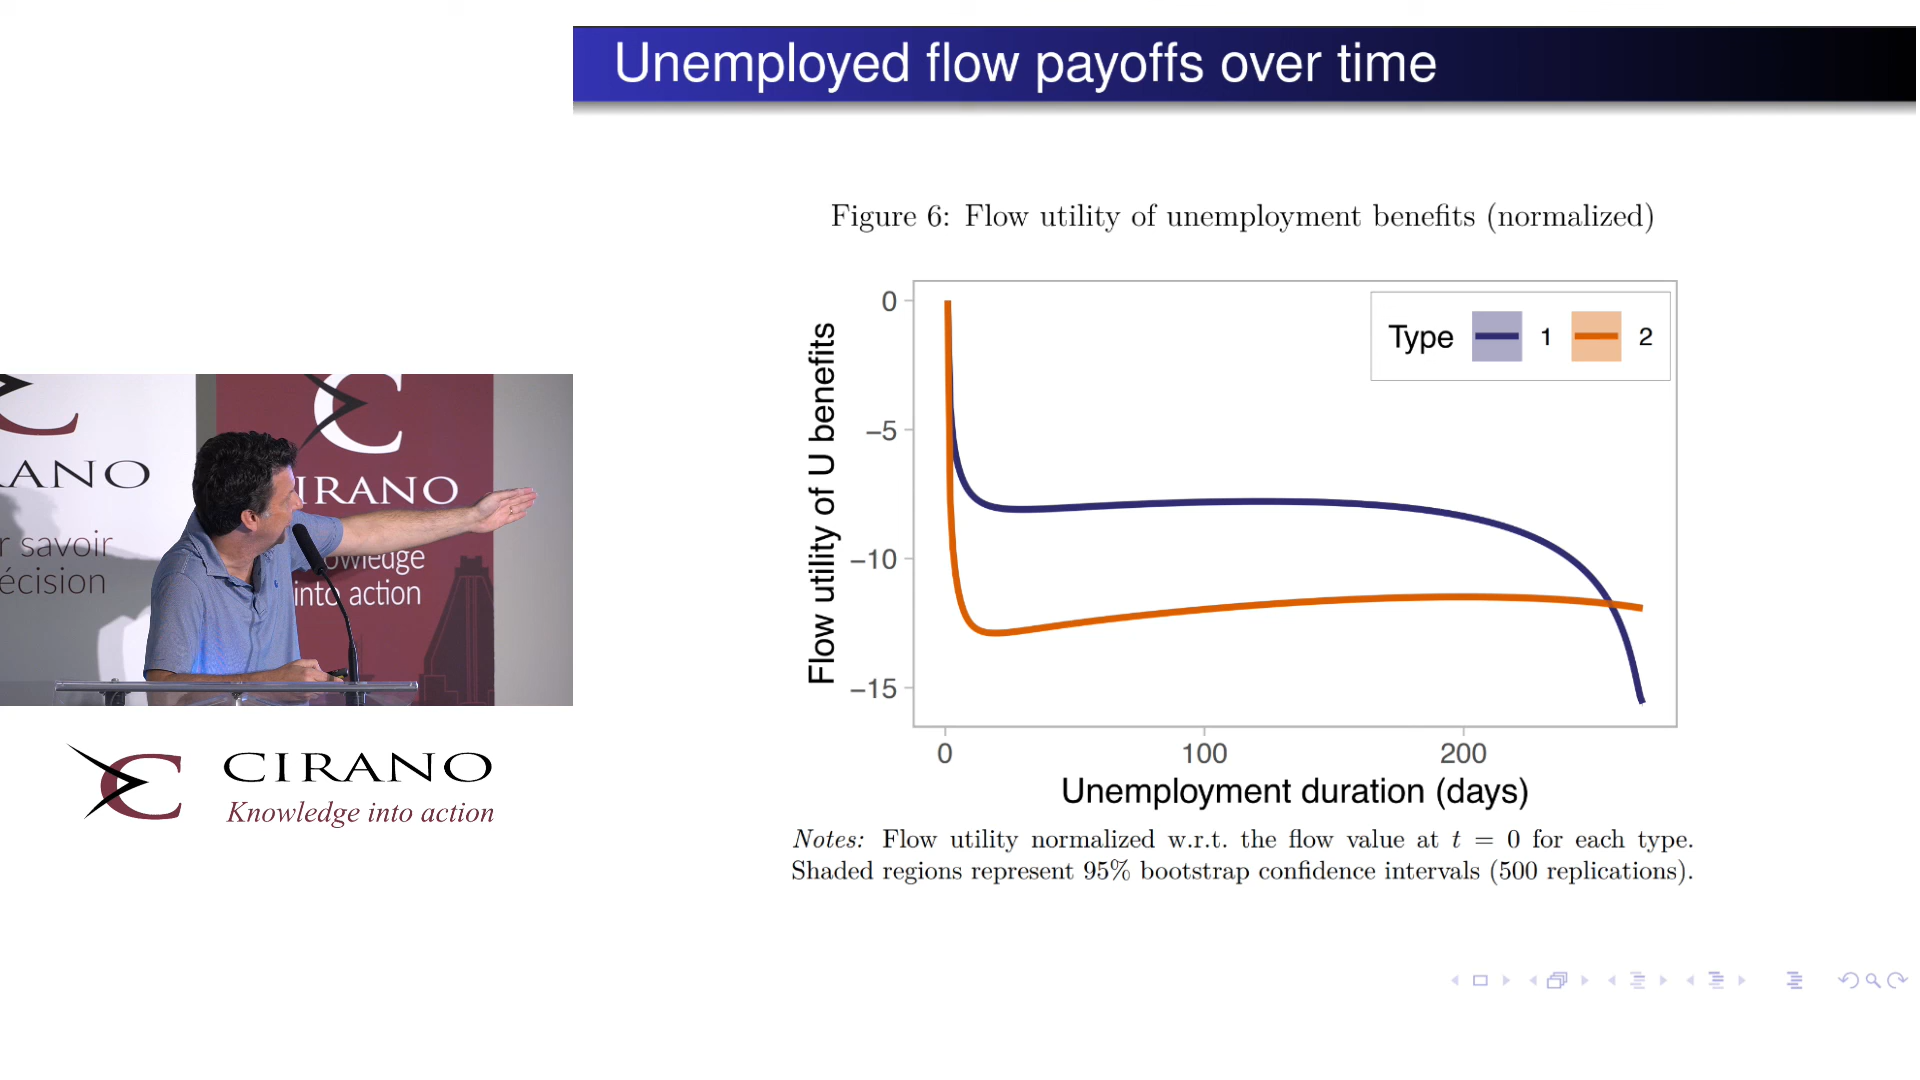 Unemployed flow payoffs over time
Figure 6: Flow utility of unemployment benefits (normalized)
Flow utility of U benefits
0
−5
−10
−15
Type 1 2
0 100 200
Unemployment duration (days)
Notes: Flow utility normalized w.r.t. the flow value at t = 0 for each type.
Shaded regions represent 95% bootstrap confidence intervals (500 replications).
RANO
r savoir
écision
IRANO
owledge
into action
CIRANO
Knowledge into action